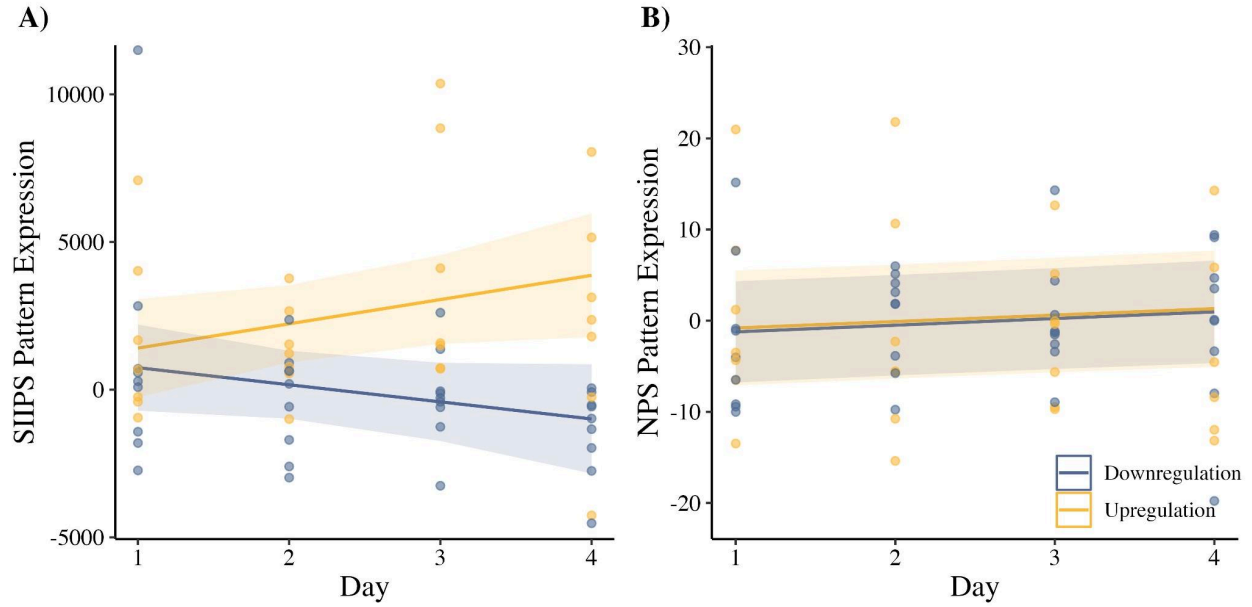 A)
SIIPS Pattern Expression
10000
5000
0
-5000
1 2 3 4
Day
B)
NPS Pattern Expression
30
20
10
0
-10
-20
1 2 3 4
Day
Downregulation
Upregulation